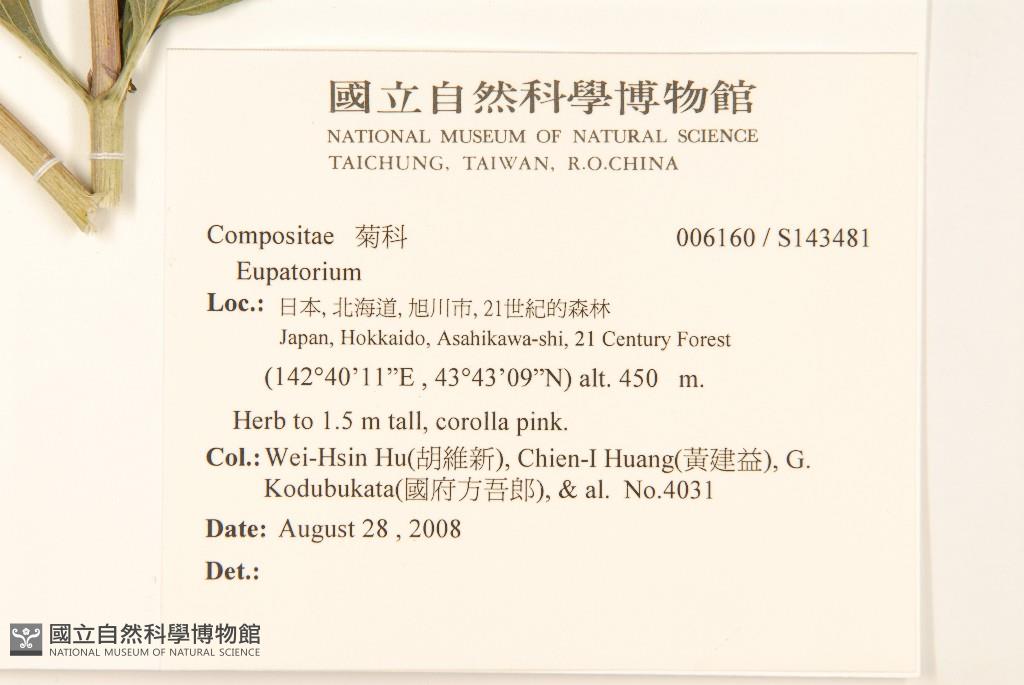 國立自然科學博物館
NATIONAL MUSEUM OF NATURAL SCIENCE
TAICHUNG, TAIWAN, R.O.CHINA
Compositae 菊科 006160 / S143481
Eupatorium
Loc.: 日本, 北海道, 旭川市, 21世紀的森林
Japan, Hokkaido, Asahikawa-shi, 21 Century Forest
(142°40’11”E , 43°43’09”N) alt. 450 m.
Herb to 1.5 m tall, corolla pink.
Col.: Wei-Hsin Hu(胡維新), Chien-I Huang(黃建益), G.
Kodubukata(國府方吾郎), & al. No.4031
Date: August 28 , 2008
Det.:
國立自然科學博物館
NATIONAL MUSEUM OF NATURAL SCIENCE